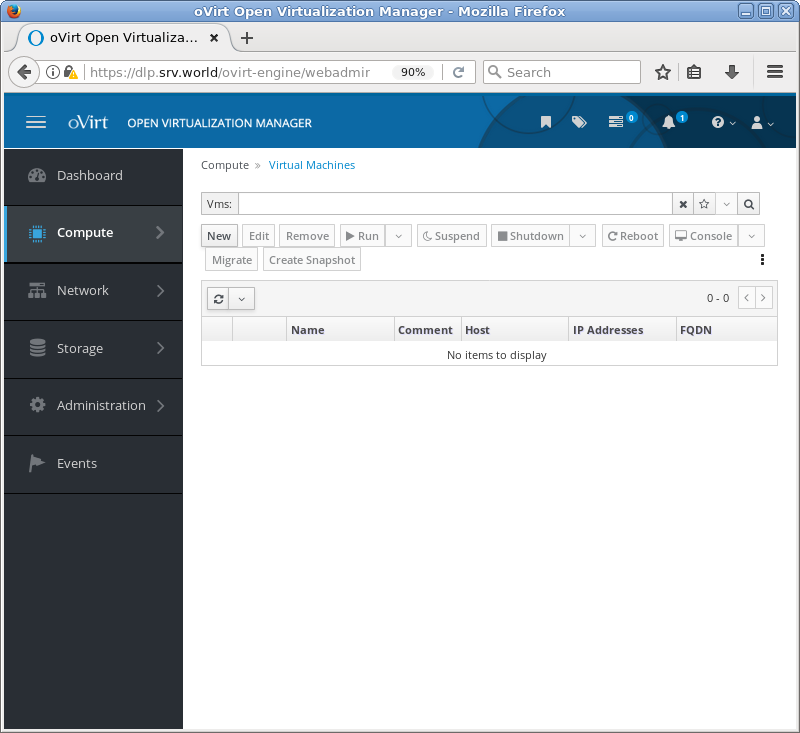 oVirt Open Virtualization Manager - Mozilla Firefox
oVirt Open Virtualiza...
https://dlp.srv.world/ovirt-engine/webadmir 90% Search
oVirt OPEN VIRTUALIZATION MANAGER 0 1
Compute » Virtual Machines
Dashboard
Compute
Network
Storage
Administration
Events
Vms:
New Edit Remove Run Suspend Shutdown Reboot Console
Migrate Create Snapshot
0 - 0
Name Comment Host IP Addresses FQDN
No items to display